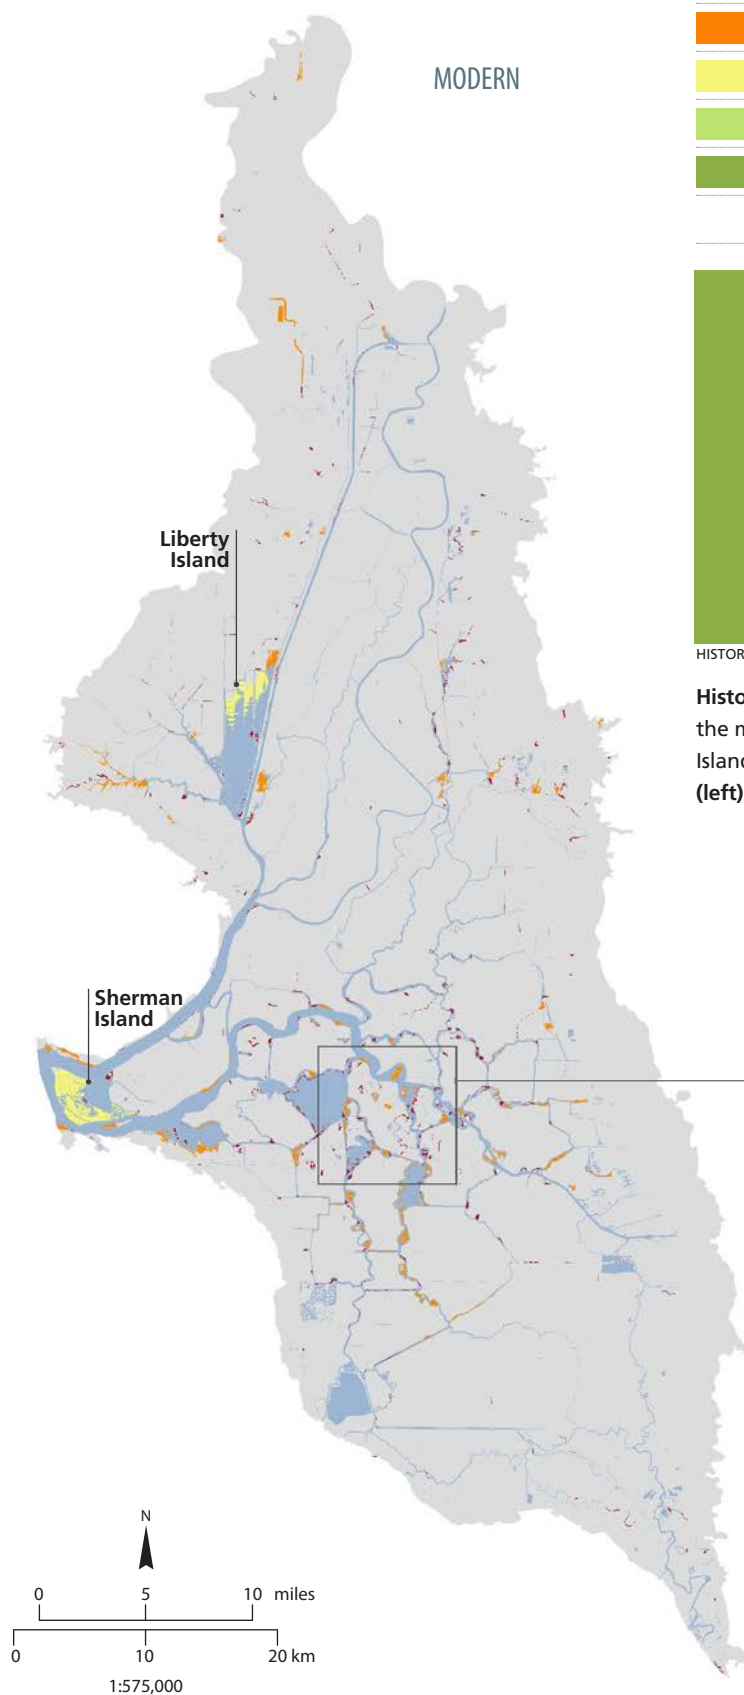 MODERN
Liberty
Island
HISTOR
Histo
the m
Island
(left)
Sherman
Island
N
0 5 10 miles
0 10 20 km
1:575,000